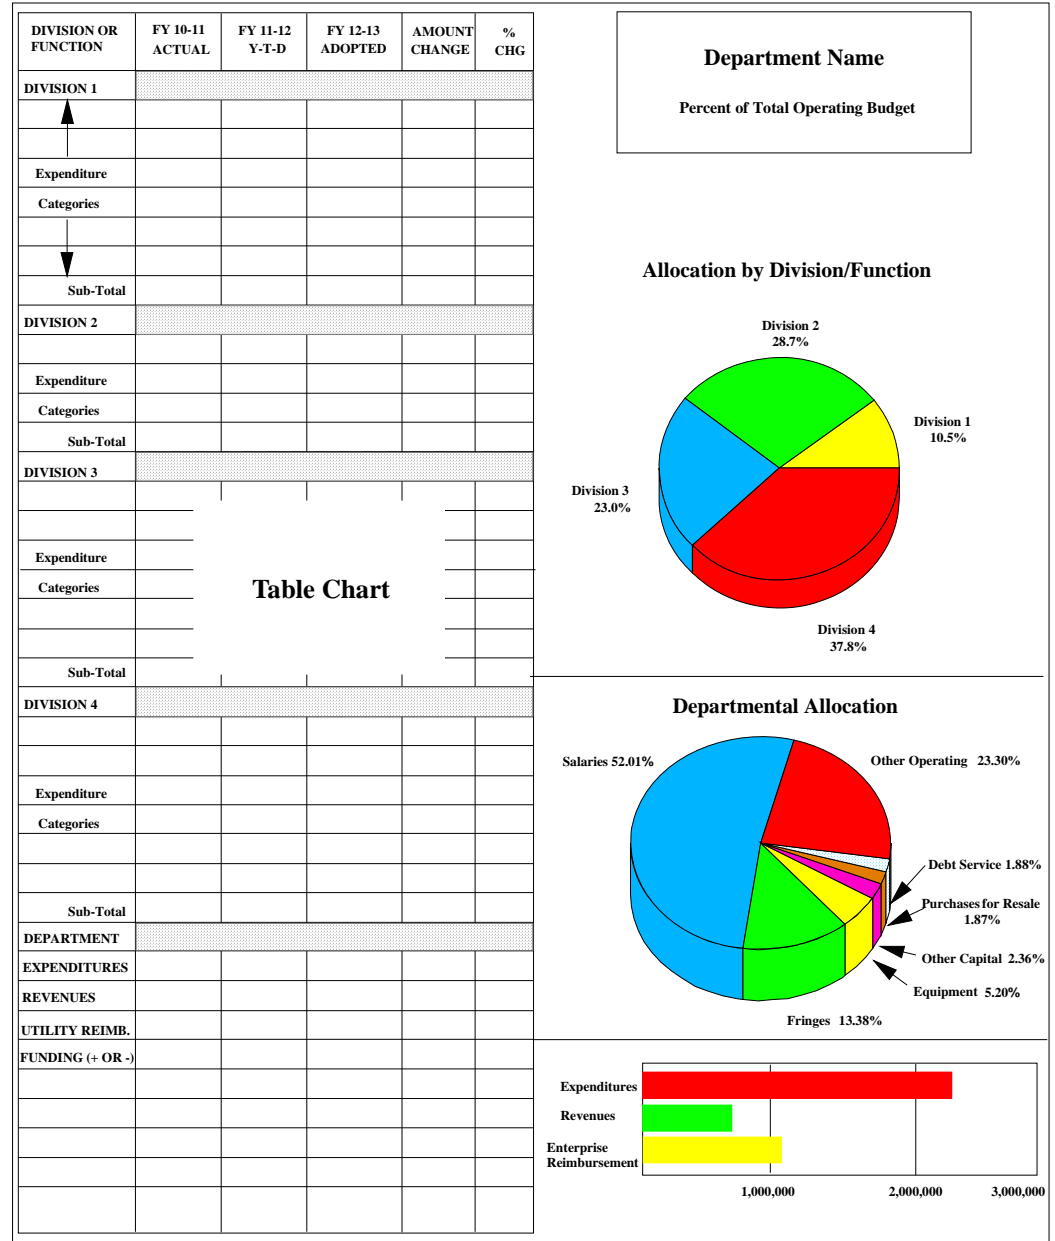 DIVISION OR
FUNCTION
FY 10-11
ACTUAL
FY 11-12
Y-T-D
FY 12-13
ADOPTED
AMOUNT
CHANGE
%
CHG
DIVISION 1
Expenditure
Categories
Sub-Total
DIVISION 2
Expenditure
Categories
Sub-Total
DIVISION 3
Expenditure
Categories
Table Chart
Sub-Total
DIVISION 4
Expenditure
Categories
Sub-Total
DEPARTMENT
EXPENDITURES
REVENUES
UTILITY REIMB.
FUNDING (+ OR -)
Department Name
Percent of Total Operating Budget
Allocation by Division/Function
Division 2
28.7%
Division 1
10.5%
Division 3
23.0%
Division 4
37.8%
Departmental Allocation
Salaries 52.01%
Other Operating 23.30%
Debt Service 1.88%
Purchases for Resale
1.87%
Other Capital 2.36%
Equipment 5.20%
Fringes 13.38%
Expenditures
Revenues
Enterprise
Reimbursement
1,000,000
2,000,000
3,000,000